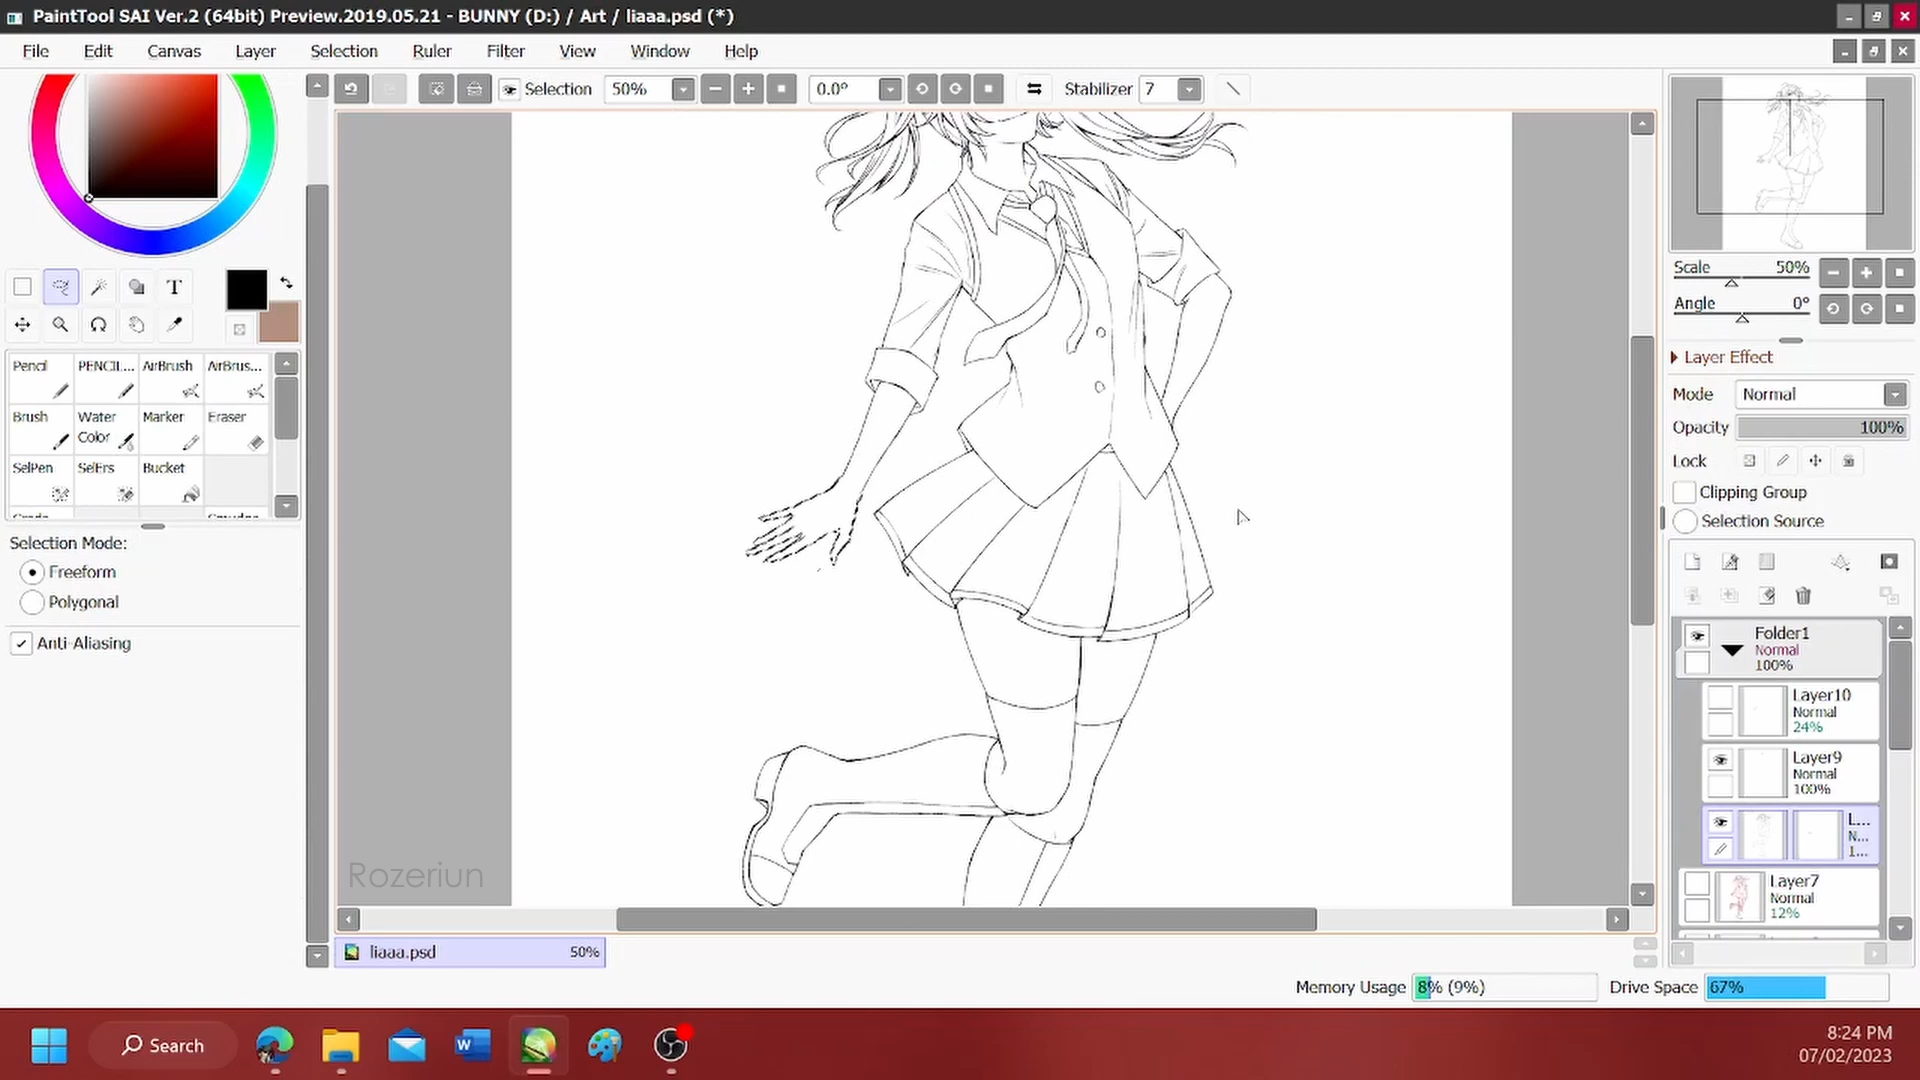 PaintTool SAI Ver.2 (64bit) Preview.2019.05.21 - BUNNY (D:) / Art / liaaa.psd (*)
File Edit Canvas Layer Selection Ruler Filter View Window Help
Selection 50% 0.0° Stabilizer 7
T
Scale 50%
Angle 0°
Layer Effect
Mode Normal
Opacity 100%
Lock
Clipping Group
Selection Source
Pencil PENCIL... AirBrush AirBrus...
Brush Water Color Marker Eraser
SelPen SelErs Bucket
Selection Mode:
Freeform
Polygonal
Anti-Aliasing
Folder1
Normal
100%
Layer10
Normal
24%
Layer9
Normal
100%
L...
N...
1...
Layer7
Normal
12%
Rozeriun
liaaa.psd 50%
Memory Usage 8% (9%) Drive Space 67%
Search
W
8:24 PM
07/02/2023